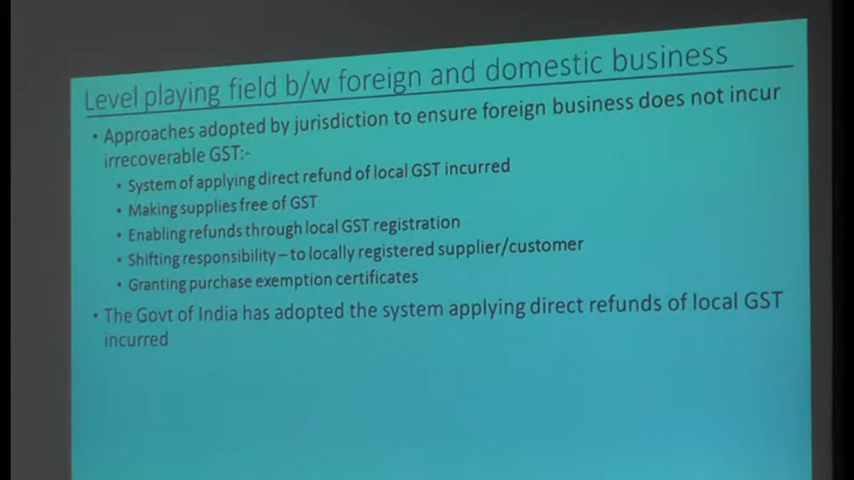 Level playing field b/w foreign and domestic business
• Approaches adopted by jurisdiction to ensure foreign business does not incur
irrecoverable GST:-
• System of applying direct refund of local GST incurred
• Making supplies free of GST
• Enabling refunds through local GST registration
• Shifting responsibility – to locally registered supplier/customer
• Granting purchase exemption certificates
• The Govt of India has adopted the system applying direct refunds of local GST
incurred